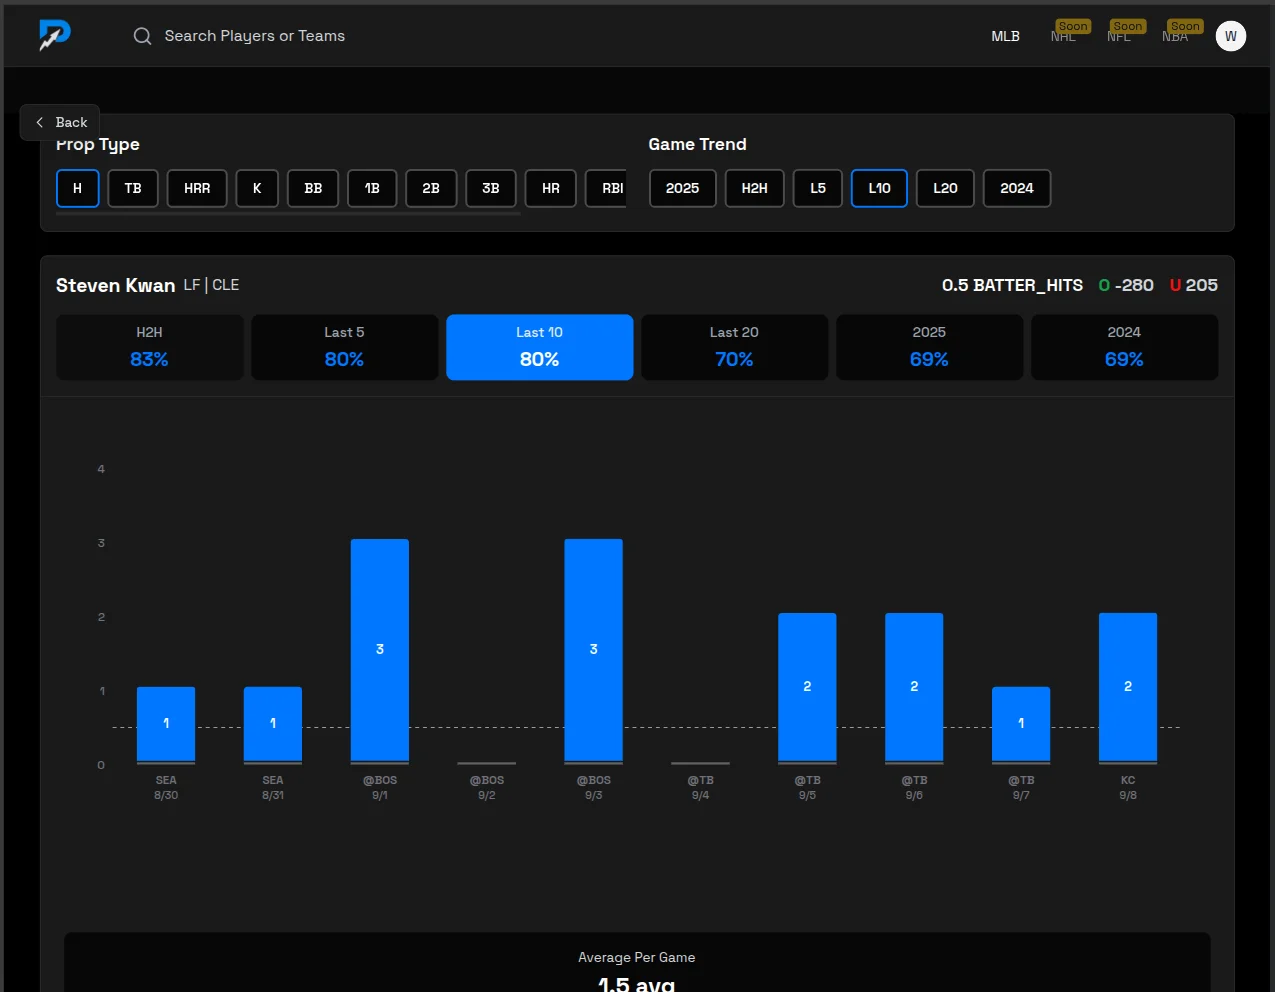 Search Players or Teams
MLB NHL Soon NFL Soon NBA Soon W
Back
Prop Type
H TB HRR K BB 1B 2B 3B HR RBI
Game Trend
2025 H2H L5 L10 L20 2024
Steven Kwan LF | CLE
0.5 BATTER_HITS O -280 U 205
H2H Last 5 Last 10 Last 20 2025 2024
83% 80% 80% 70% 69% 69%
4
3
2
1
0
1 1 3 3 2 2 1 2
SEA SEA @BOS @BOS @BOS @TB @TB @TB @TB KC
8/30 8/31 9/1 9/2 9/3 9/4 9/5 9/6 9/7 9/8
Average Per Game
1.5 avg